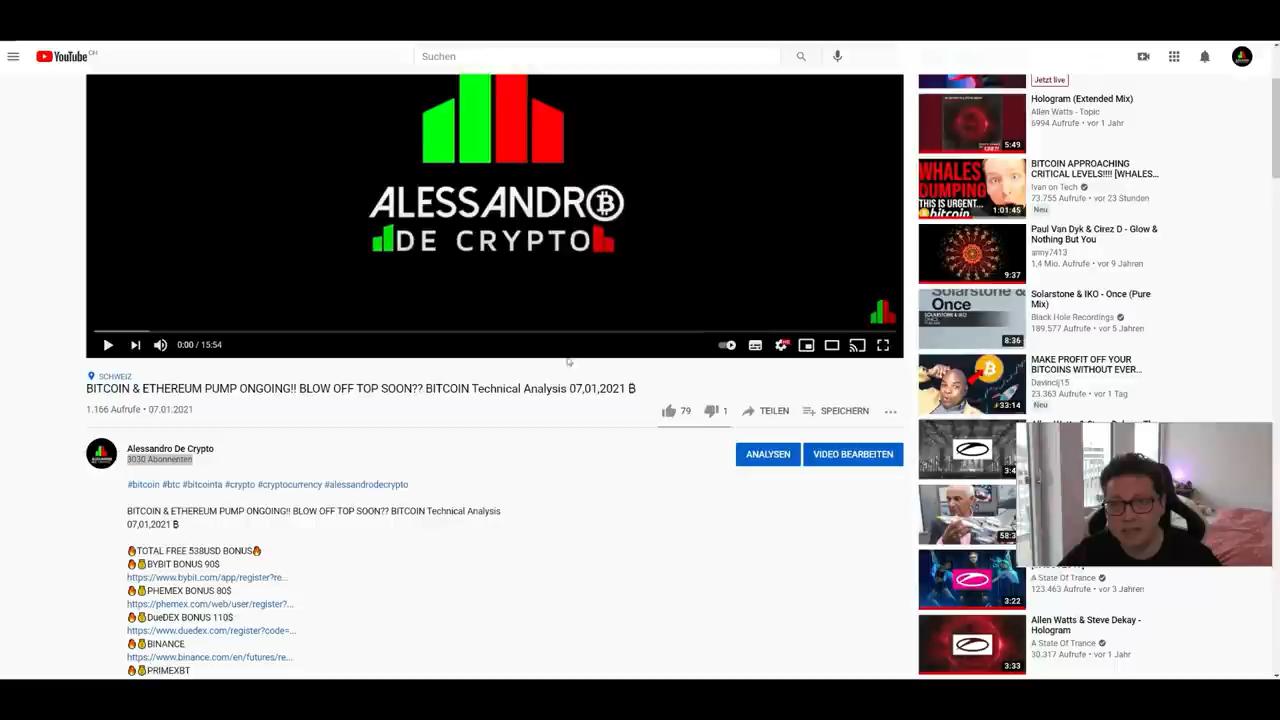 YouTube CH
Suchen
ALESSANDRO
DE CRYPTO
0:00 / 15:54
SCHWEIZ
BITCOIN & ETHEREUM PUMP ONGOING!! BLOW OFF TOP SOON?? BITCOIN Technical Analysis 07,01,2021 ₿
1.166 Aufrufe • 07.01.2021
79
1
TEILEN
SPEICHERN
Alessandro De Crypto
3030 Abonnenten
ANALYSEN
VIDEO BEARBEITEN
#bitcoin #btc #bitcointa #crypto #cryptocurrency #alessandrodecrypto
BITCOIN & ETHEREUM PUMP ONGOING!! BLOW OFF TOP SOON?? BITCOIN Technical Analysis
07,01,2021 ₿
🔥TOTAL FREE 538USD BONUS🔥
🔥💰BYBIT BONUS 90$
https://www.bybit.com/app/register?re...
🔥💰PHEMEX BONUS 80$
https://phemex.com/web/user/register?...
🔥💰DueDEX BONUS 110$
https://www.duedex.com/register?code=...
🔥💰BINANCE
https://www.binance.com/en/futures/re...
🔥💰PRIMEXBT
Jetzt live
Hologram (Extended Mix)
Allen Watts - Topic
6994 Aufrufe • vor 1 Jahr
5:49
WHALES
DUMPING
THIS IS URGENT...
bitcoin
1:01:45
BITCOIN APPROACHING
CRITICAL LEVELS!!!! [WHALES...
Ivan on Tech
73.755 Aufrufe • vor 23 Stunden
Neu
Paul Van Dyk & Cirez D - Glow &
Nothing But You
army7413
1,4 Mio. Aufrufe • vor 9 Jahren
9:37
Solarstone &
Once
Solarstone & IKO - Once (Pure
Mix)
Black Hole Recordings
189.577 Aufrufe • vor 5 Jahren
8:36
MAKE PROFIT OFF YOUR
BITCOINS WITHOUT EVER...
Davincij15
23.363 Aufrufe • vor 1 Tag
Neu
33:14
A State Of Trance
123.463 Aufrufe • vor 3 Jahren
3:22
Allen Watts & Steve Dekay -
Hologram
A State Of Trance
30.317 Aufrufe • vor 1 Jahr
3:33